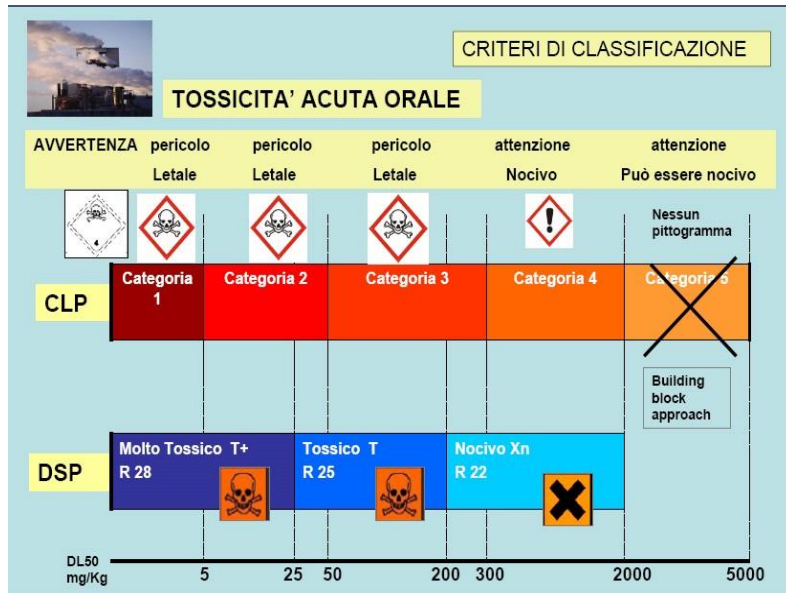 CRITERI DI CLASSIFICAZIONE
TOSSICITA' ACUTA ORALE
AVVERTENZA pericolo pericolo pericolo attenzione attenzione
Letale Letale Letale Nocivo Può essere nocivo
4
Nessun
pittogramma
CLP
Categoria
1
Categoria 2
Categoria 3
Categoria 4
Categoria 5
Building
block
approach
DSP
Molto Tossico T+
R 28
Tossico T
R 25
Nocivo Xn
R 22
DL50
mg/Kg
5 25 50 200 300 2000 5000